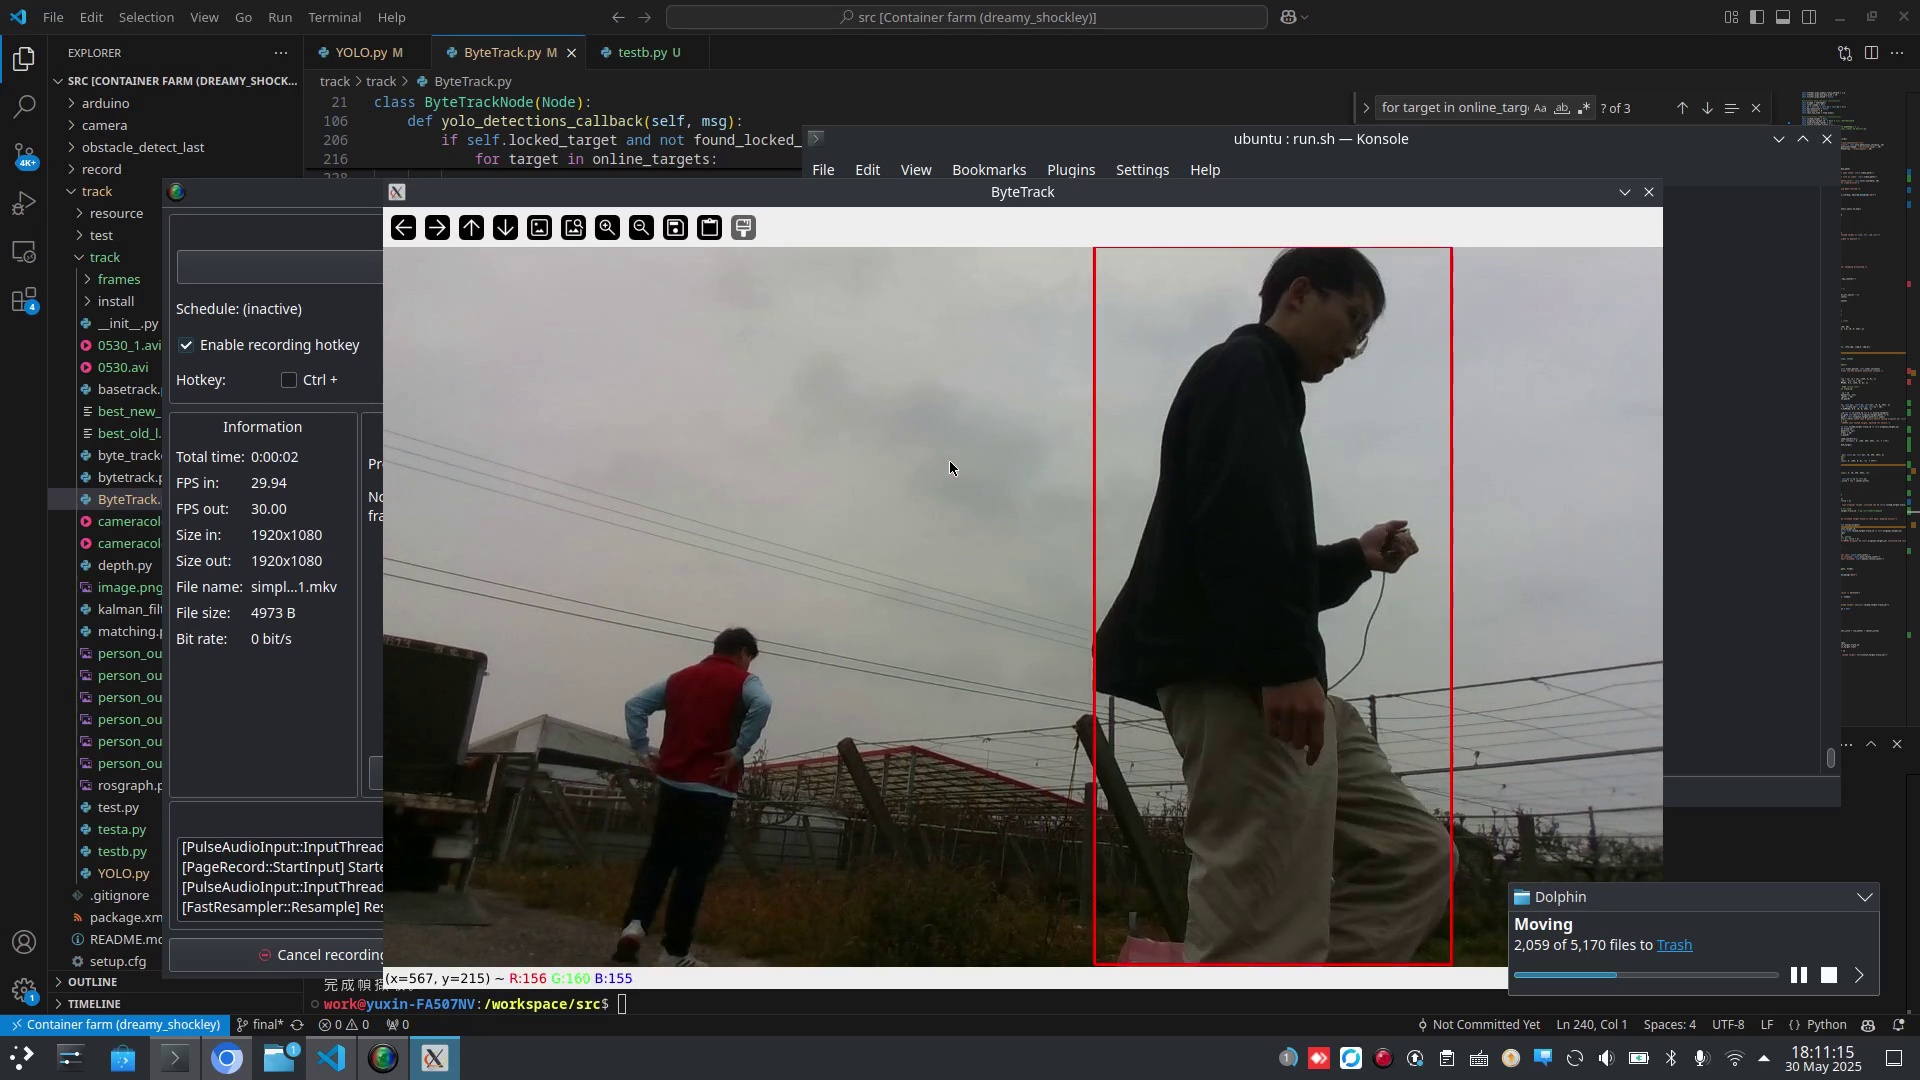 File Edit Selection View Go Run Terminal Help
src [Container farm (dreamy_shockley)]
EXPLORER
SRC [CONTAINER FARM (DREAMY_SHOCK...
arduino
camera
obstacle_detect_last
record
track
resource
test
track
frames
install
__init__.py
0530_1.avi
0530.avi
basetrack.
best_new_
best_old_l.
byte_track
bytetrack.p
ByteTrack.
cameracol
cameracol
depth.py
image.png
kalman_filt
matching.p
person_ou
person_ou
person_ou
person_ou
person_ou
person_ou
rosgraph.p
test.py
testa.py
testb.py
YOLO.py
.gitignore
package.xm
README.md
setup.cfg
OUTLINE
TIMELINE
YOLO.py M
ByteTrack.py M
testb.py U
track > track > ByteTrack.py
21 class ByteTrackNode(Node):
106 def yolo_detections_callback(self, msg):
206 if self.locked_target and not found_locked_
216 for target in online_targets:
for target in online_targ Aa ab ? of 3
ubuntu : run.sh — Konsole
File Edit View Bookmarks Plugins Settings Help
ByteTrack
Schedule: (inactive)
Enable recording hotkey
Hotkey: Ctrl +
Information
Total time: 0:00:02
FPS in: 29.94
FPS out: 30.00
Size in: 1920x1080
Size out: 1920x1080
File name: simpl...1.mkv
File size: 4973 B
Bit rate: 0 bit/s
[PulseAudioInput::InputThread
[PageRecord::StartInput] Starte
[PulseAudioInput::InputThread
[FastResampler::Resample] Res
Cancel recording
(x=567, y=215) ~ R:156 G:160 B:155
work@yuxin-FA507NV:/workspace/src$
Dolphin
Moving
2,059 of 5,170 files to Trash
4K+
4
1
Container farm (dreamy_shockley) final* 0 0 0
Not Committed Yet Ln 240, Col 1 Spaces: 4 UTF-8 LF {} Python
1
1
18:11:15
30 May 2025